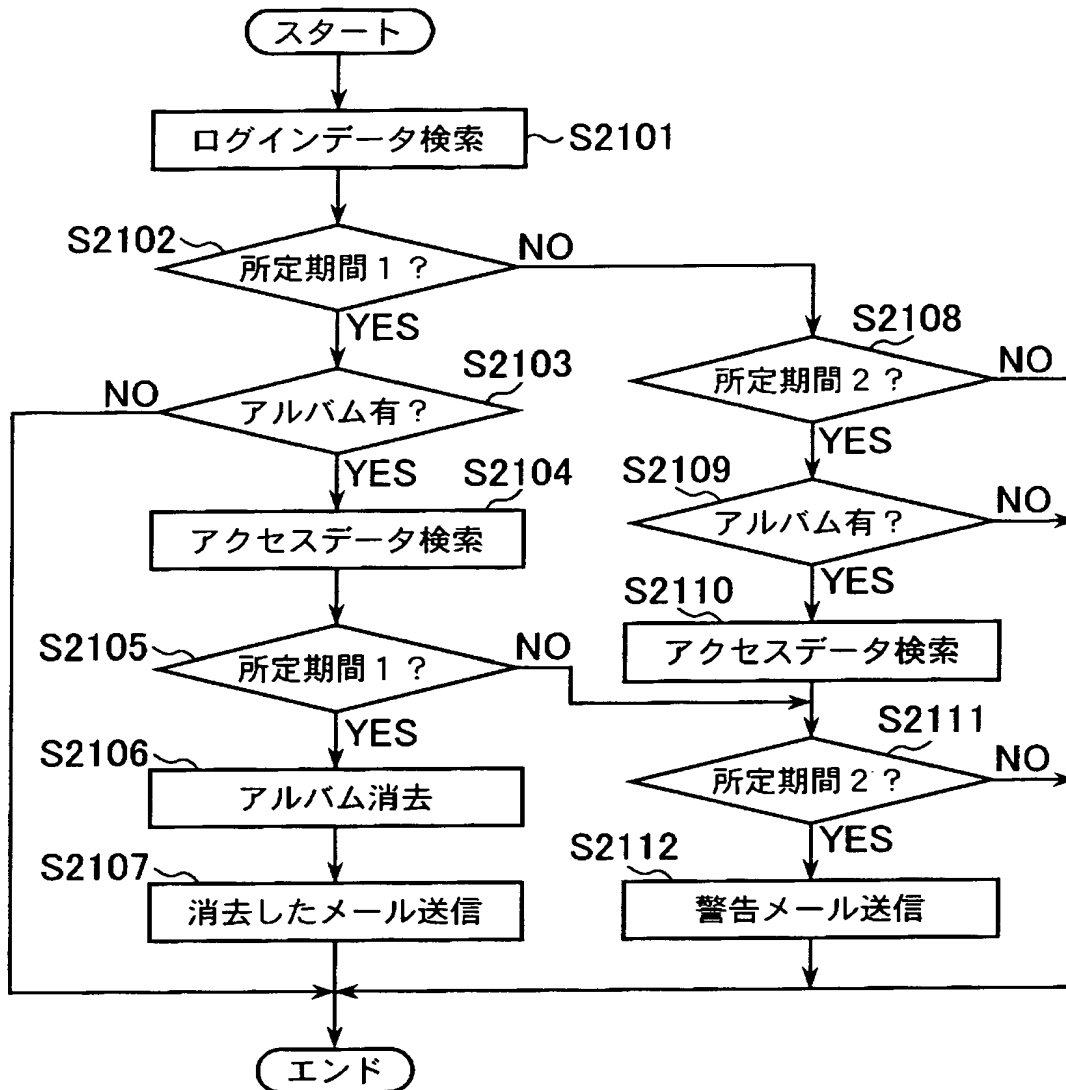 スタート
ログインデータ検索
S2101
S2102
所定期間1?
NO
YES
S2103
NO
アルバム有?
YES
S2104
アクセスデータ検索
S2105
所定期間1?
NO
YES
S2106
アルバム消去
S2107
消去したメール送信
S2108
所定期間2?
NO
YES
S2109
アルバム有?
NO
YES
S2110
アクセスデータ検索
S2111
所定期間2?
NO
YES
S2112
警告メール送信
エンド